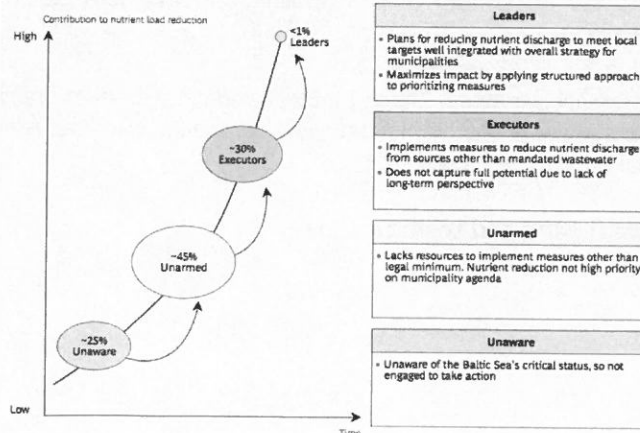 Contribution to nutrient load reduction
High
<1%
Leaders
~30%
Executors
~45%
Unarmed
~25%
Unaware
Low
Time
Leaders
• Plans for reducing nutrient discharge to meet local
targets well integrated with overall strategy for
municipalities
• Maximizes impact by applying structured approach
to prioritizing measures
Executors
• Implements measures to reduce nutrient discharge
from sources other than mandated wastewater
• Does not capture full potential due to lack of
long-term perspective
Unarmed
• Lacks resources to implement measures other than
legal minimum. Nutrient reduction not high priority
on municipality agenda
Unaware
• Unaware of the Baltic Sea's critical status, so not
engaged to take action